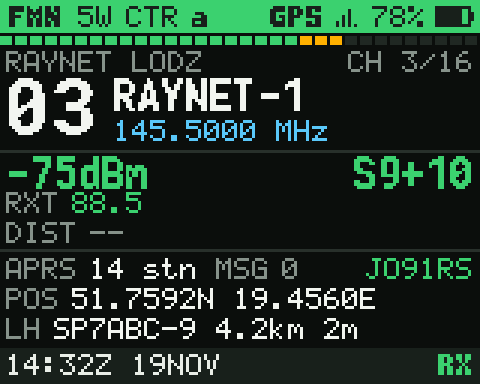 FMN 5W CTR a GPS 78%
RAYNET LODZ CH 3/16
03 RAYNET-1
145.5000 MHz
-75dBm S9+10
RXT 88.5
DIST --
APRS 14 stn MSG 0 JO91RS
POS 51.7592N 19.4560E
LH SP7ABC-9 4.2km 2m
14:32Z 19NOV RX